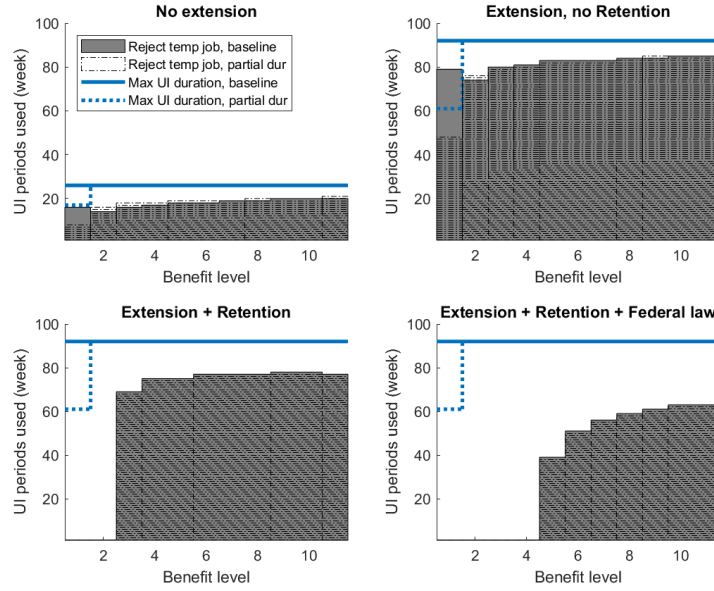 No extension
UI periods used (week)
100
80
60
40
20
Reject temp job, baseline
Reject temp job, partial dur
Max UI duration, baseline
Max UI duration, partial dur
2 4 6 8 10
Benefit level
Extension, no Retention
UI periods used (week)
100
80
60
40
20
2 4 6 8 10
Benefit level
Extension + Retention
UI periods used (week)
100
80
60
40
20
2 4 6 8 10
Benefit level
Extension + Retention + Federal law
UI periods used (week)
100
80
60
40
20
2 4 6 8 10
Benefit level